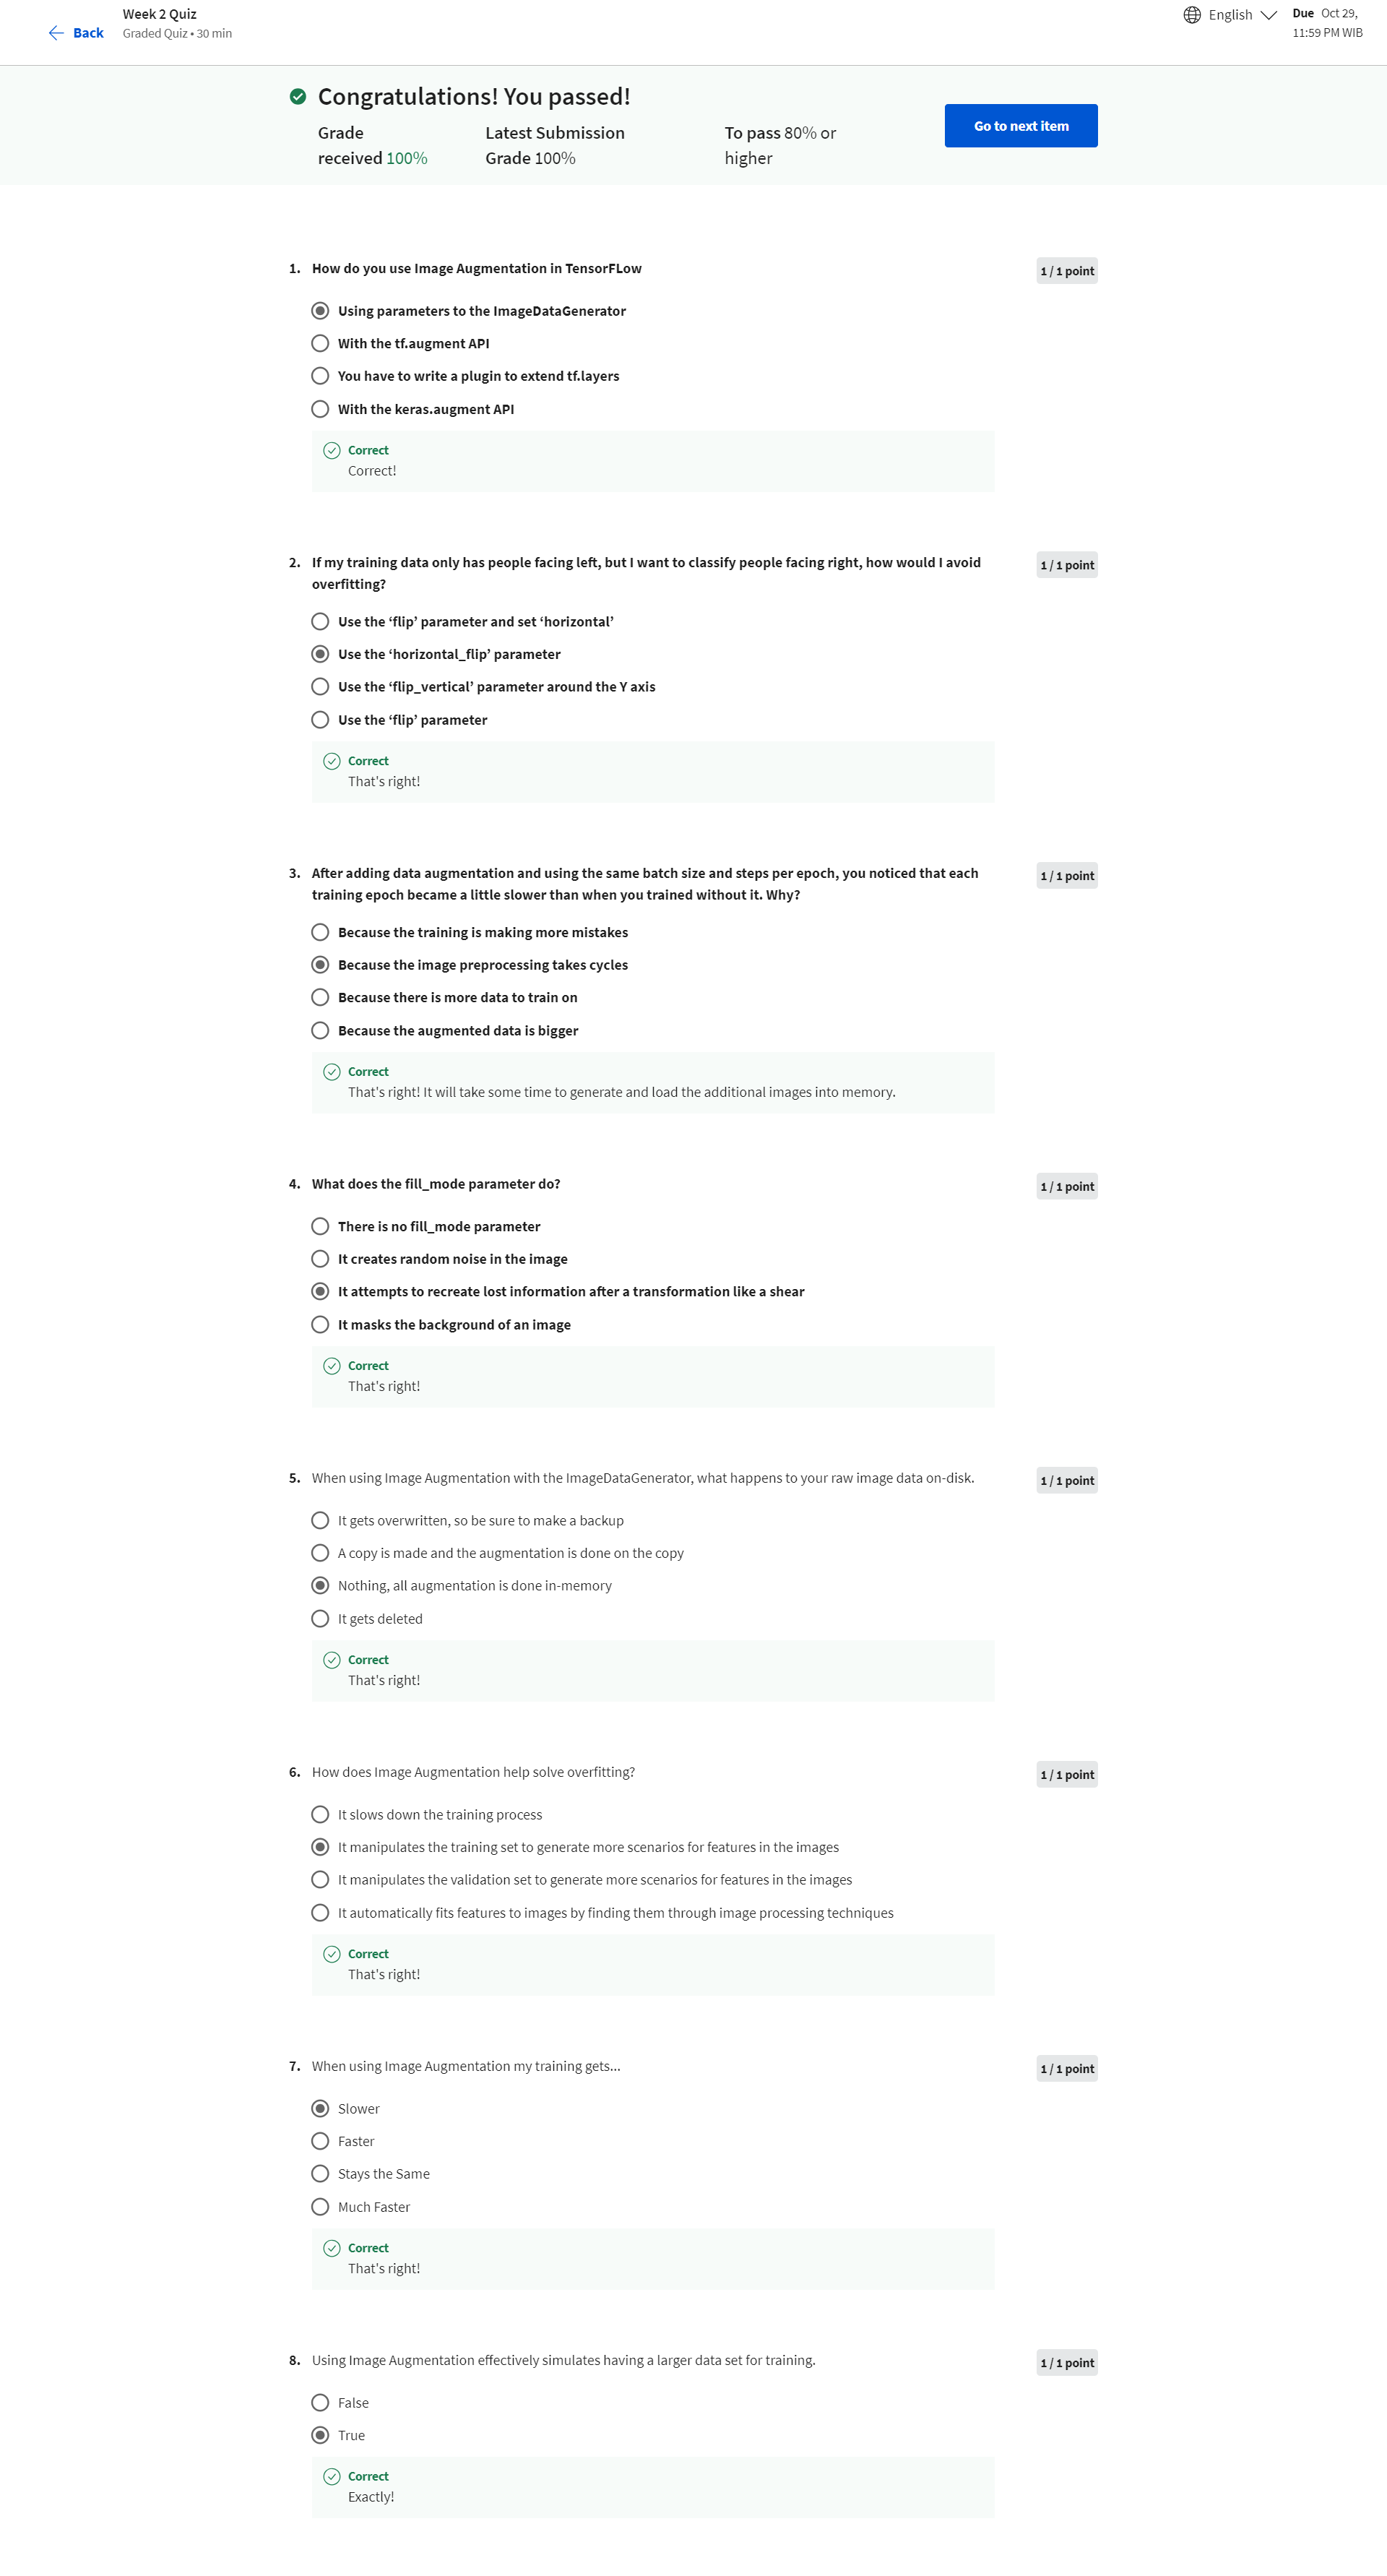 Back
Week 2 Quiz
Graded Quiz • 30 min
English
Due Oct 29,
11:59 PM WIB
Congratulations! You passed!
Grade
received 100%
Latest Submission
Grade 100%
To pass 80% or
higher
Go to next item
1. How do you use Image Augmentation in TensorFLow
1 / 1 point
Using parameters to the ImageDataGenerator
With the tf.augment API
You have to write a plugin to extend tf.layers
With the keras.augment API
Correct
Correct!
2. If my training data only has people facing left, but I want to classify people facing right, how would I avoid
overfitting?
1 / 1 point
Use the ‘flip’ parameter and set ‘horizontal’
Use the ‘horizontal_flip’ parameter
Use the ‘flip_vertical’ parameter around the Y axis
Use the ‘flip’ parameter
Correct
That's right!
3. After adding data augmentation and using the same batch size and steps per epoch, you noticed that each
training epoch became a little slower than when you trained without it. Why?
1 / 1 point
Because the training is making more mistakes
Because the image preprocessing takes cycles
Because there is more data to train on
Because the augmented data is bigger
Correct
That's right! It will take some time to generate and load the additional images into memory.
4. What does the fill_mode parameter do?
1 / 1 point
There is no fill_mode parameter
It creates random noise in the image
It attempts to recreate lost information after a transformation like a shear
It masks the background of an image
Correct
That's right!
5. When using Image Augmentation with the ImageDataGenerator, what happens to your raw image data on-disk.
1 / 1 point
It gets overwritten, so be sure to make a backup
A copy is made and the augmentation is done on the copy
Nothing, all augmentation is done in-memory
It gets deleted
Correct
That's right!
6. How does Image Augmentation help solve overfitting?
1 / 1 point
It slows down the training process
It manipulates the training set to generate more scenarios for features in the images
It manipulates the validation set to generate more scenarios for features in the images
It automatically fits features to images by finding them through image processing techniques
Correct
That's right!
7. When using Image Augmentation my training gets...
1 / 1 point
Slower
Faster
Stays the Same
Much Faster
Correct
That's right!
8. Using Image Augmentation effectively simulates having a larger data set for training.
1 / 1 point
False
True
Correct
Exactly!